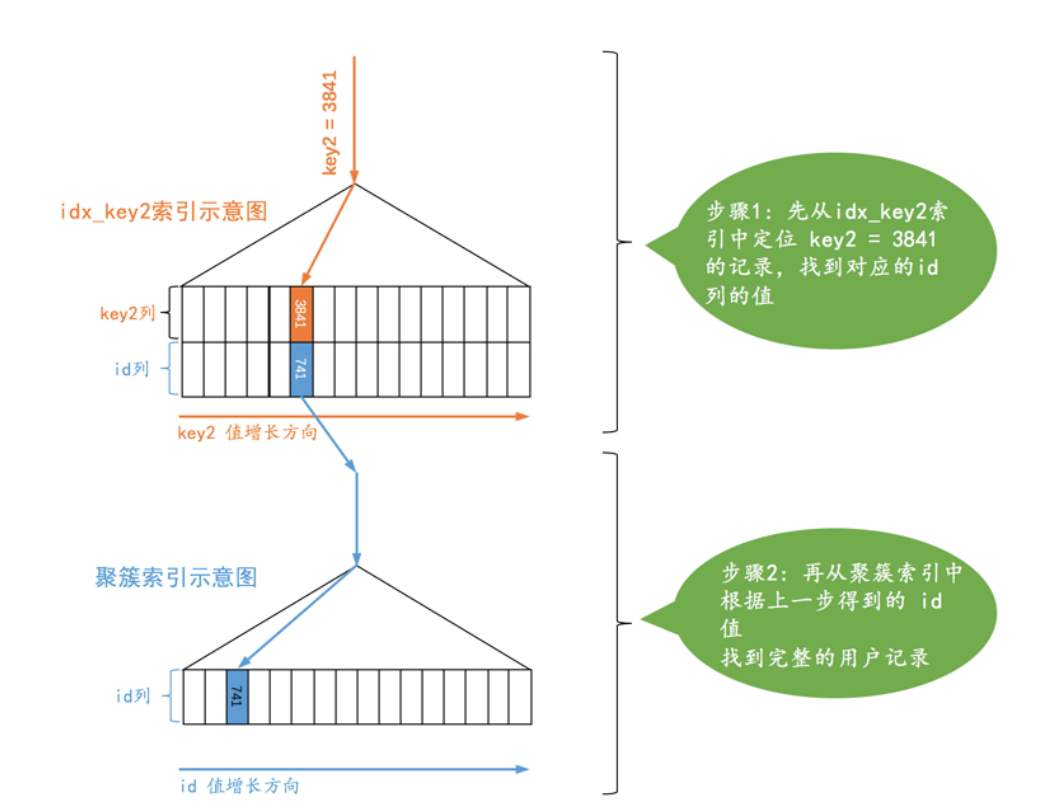 key2 = 3841
idx_key2索引示意图
key2列
3841
id列
741
key2 值增长方向
步骤1：先从idx_key2索
引中定位 key2 = 3841
的记录，找到对应的id
列的值
聚簇索引示意图
id列
741
id 值增长方向
步骤2：再从聚簇索引中
根据上一步得到的 id
值
找到完整的用户记录